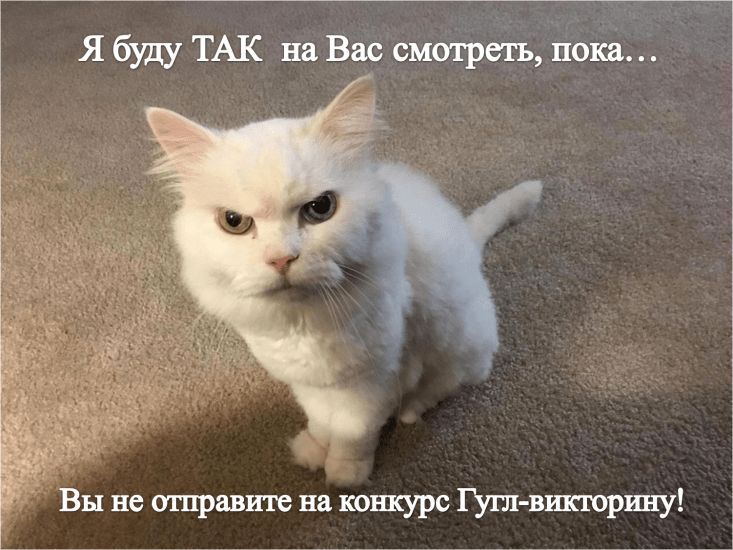 Я буду ТАК на Вас смотреть, пока…
Вы не отправите на конкурс Гугл-викторину!